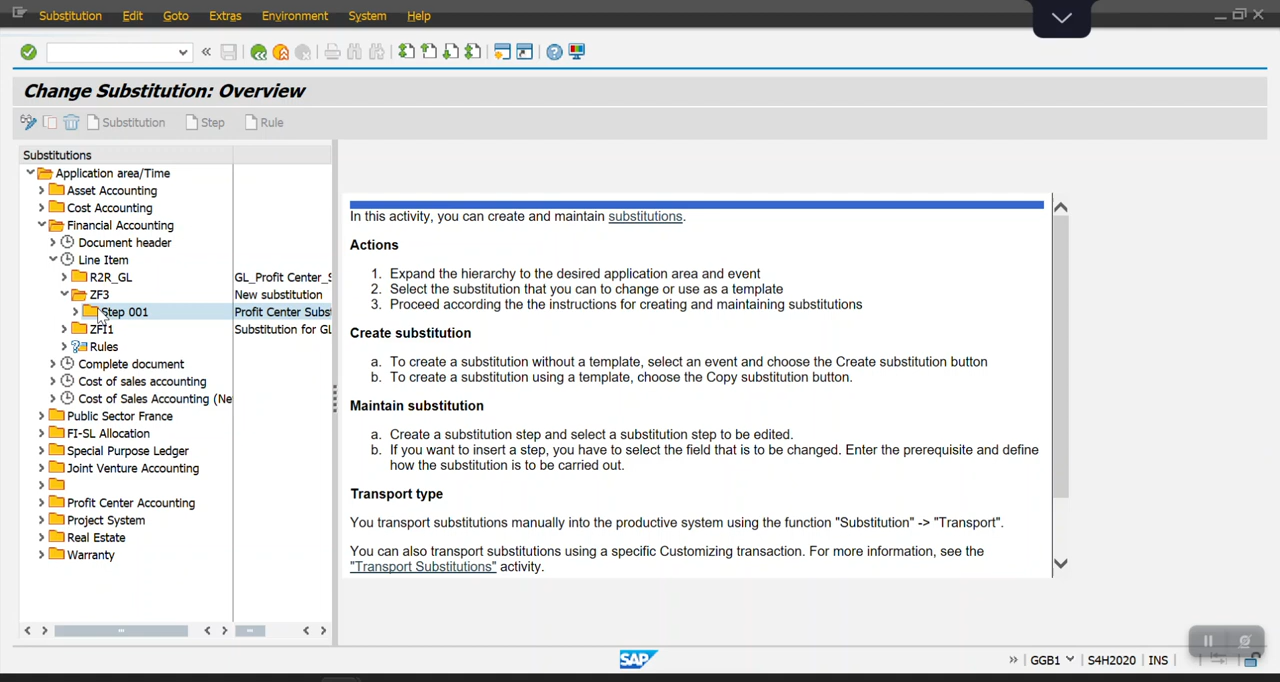 Substitution Edit Goto Extras Environment System Help
Change Substitution: Overview
Substitution Step Rule
Substitutions
Application area/Time
Asset Accounting
Cost Accounting
Financial Accounting
Document header
Line Item
R2R_GL GL_Profit Center_S
ZF3 New substitution
Step 001 Profit Center Subst
ZFI1 Substitution for GL
Rules
Complete document
Cost of sales accounting
Cost of Sales Accounting (Ne
Public Sector France
FI-SL Allocation
Special Purpose Ledger
Joint Venture Accounting
Profit Center Accounting
Project System
Real Estate
Warranty
In this activity, you can create and maintain substitutions.
Actions
1. Expand the hierarchy to the desired application area and event
2. Select the substitution that you can to change or use as a template
3. Proceed according the the instructions for creating and maintaining substitutions
Create substitution
a. To create a substitution without a template, select an event and choose the Create substitution button
b. To create a substitution using a template, choose the Copy substitution button.
Maintain substitution
a. Create a substitution step and select a substitution step to be edited.
b. If you want to insert a step, you have to select the field that is to be changed. Enter the prerequisite and define
how the substitution is to be carried out.
Transport type
You transport substitutions manually into the productive system using the function "Substitution" -> "Transport".
You can also transport substitutions using a specific Customizing transaction. For more information, see the
"Transport Substitutions" activity.
SAP
GGB1 S4H2020 INS